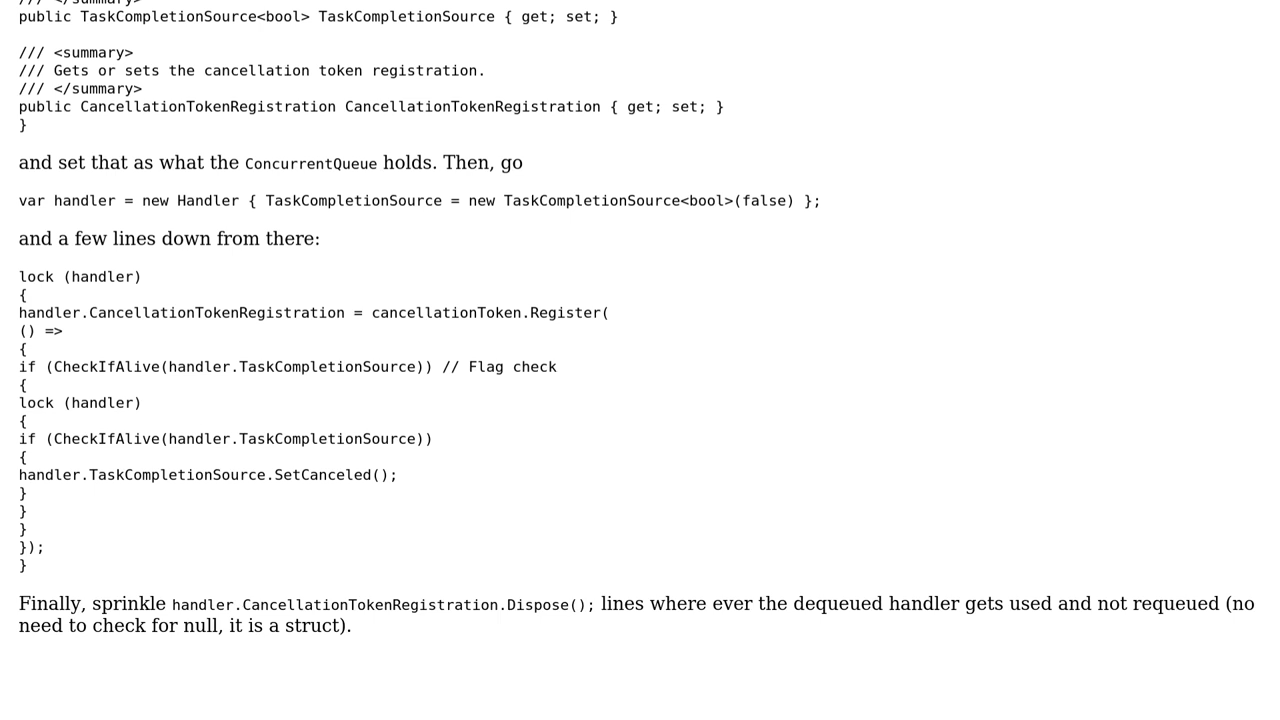 /// </summary>
public TaskCompletionSource<bool> TaskCompletionSource { get; set; }
/// <summary>
/// Gets or sets the cancellation token registration.
/// </summary>
public CancellationTokenRegistration CancellationTokenRegistration { get; set; }
}
and set that as what the ConcurrentQueue holds. Then, go
var handler = new Handler { TaskCompletionSource = new TaskCompletionSource<bool>(false) };
and a few lines down from there:
lock (handler)
{
handler.CancellationTokenRegistration = cancellationToken.Register(
() =>
{
if (CheckIfAlive(handler.TaskCompletionSource)) // Flag check
{
lock (handler)
{
if (CheckIfAlive(handler.TaskCompletionSource))
{
handler.TaskCompletionSource.SetCanceled();
}
}
}
});
}
Finally, sprinkle handler.CancellationTokenRegistration.Dispose(); lines where ever the dequeued handler gets used and not requeued (no
need to check for null, it is a struct).